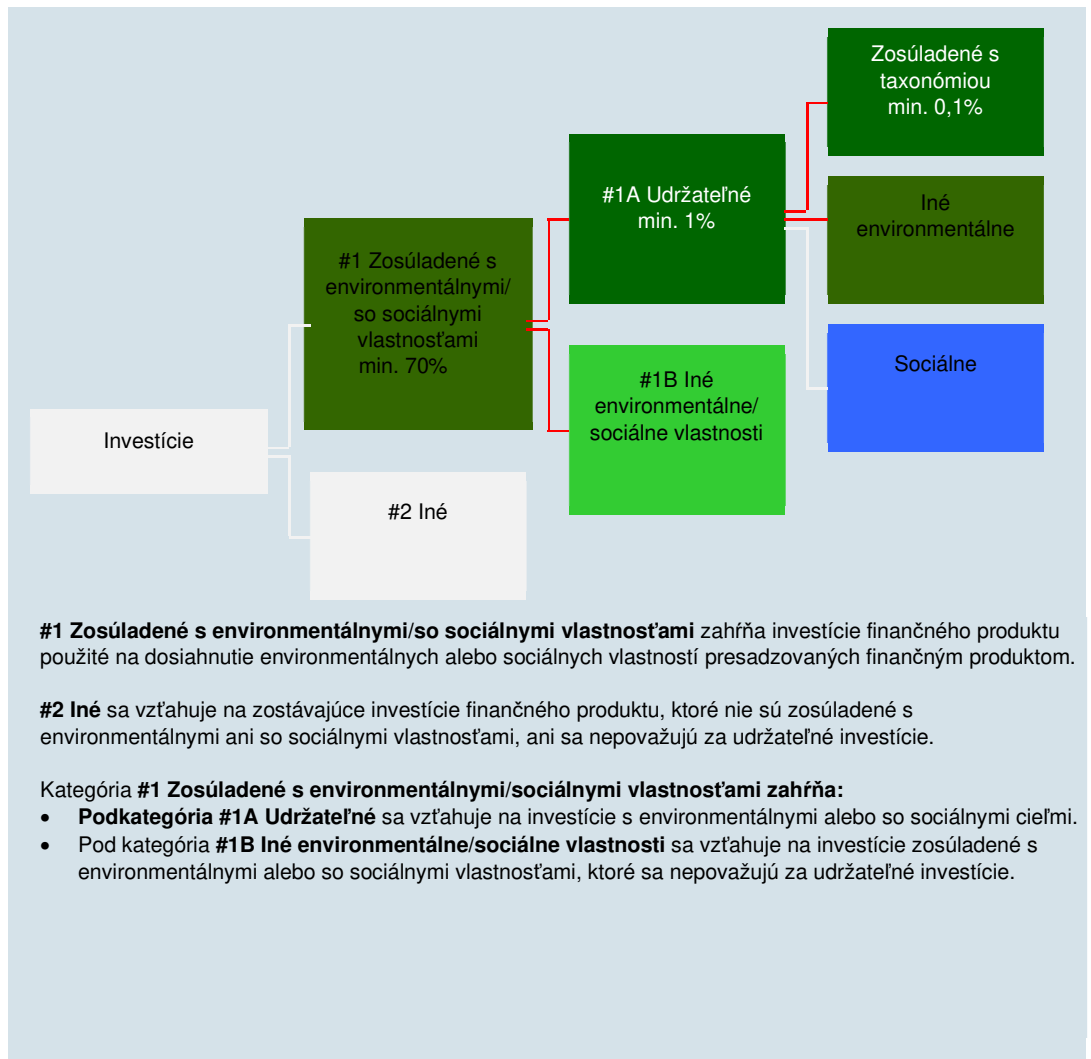 Zosúladené s
taxonómiou
min. 0,1%
#1A Udržateľné
min. 1%
Iné
environmentálne
#1 Zosúladené s
environmentálnymi/
so sociálnymi
vlastnosťami
min. 70%
Sociálne
#1B Iné
environmentálne/
sociálne vlastnosti
Investície
#2 Iné
#1 Zosúladené s environmentálnymi/so sociálnymi vlastnosťami zahŕňa investície finančného produktu
použité na dosiahnutie environmentálnych alebo sociálnych vlastností presadzovaných finančným produktom.
#2 Iné sa vzťahuje na zostávajúce investície finančného produktu, ktoré nie sú zosúladené s
environmentálnymi ani so sociálnymi vlastnosťami, ani sa nepovažujú za udržateľné investície.
Kategória #1 Zosúladené s environmentálnymi/sociálnymi vlastnosťami zahŕňa:
• Podkategória #1A Udržateľné sa vzťahuje na investície s environmentálnymi alebo so sociálnymi cieľmi.
• Pod kategória #1B Iné environmentálne/sociálne vlastnosti sa vzťahuje na investície zosúladené s
environmentálnymi alebo so sociálnymi vlastnosťami, ktoré sa nepovažujú za udržateľné investície.